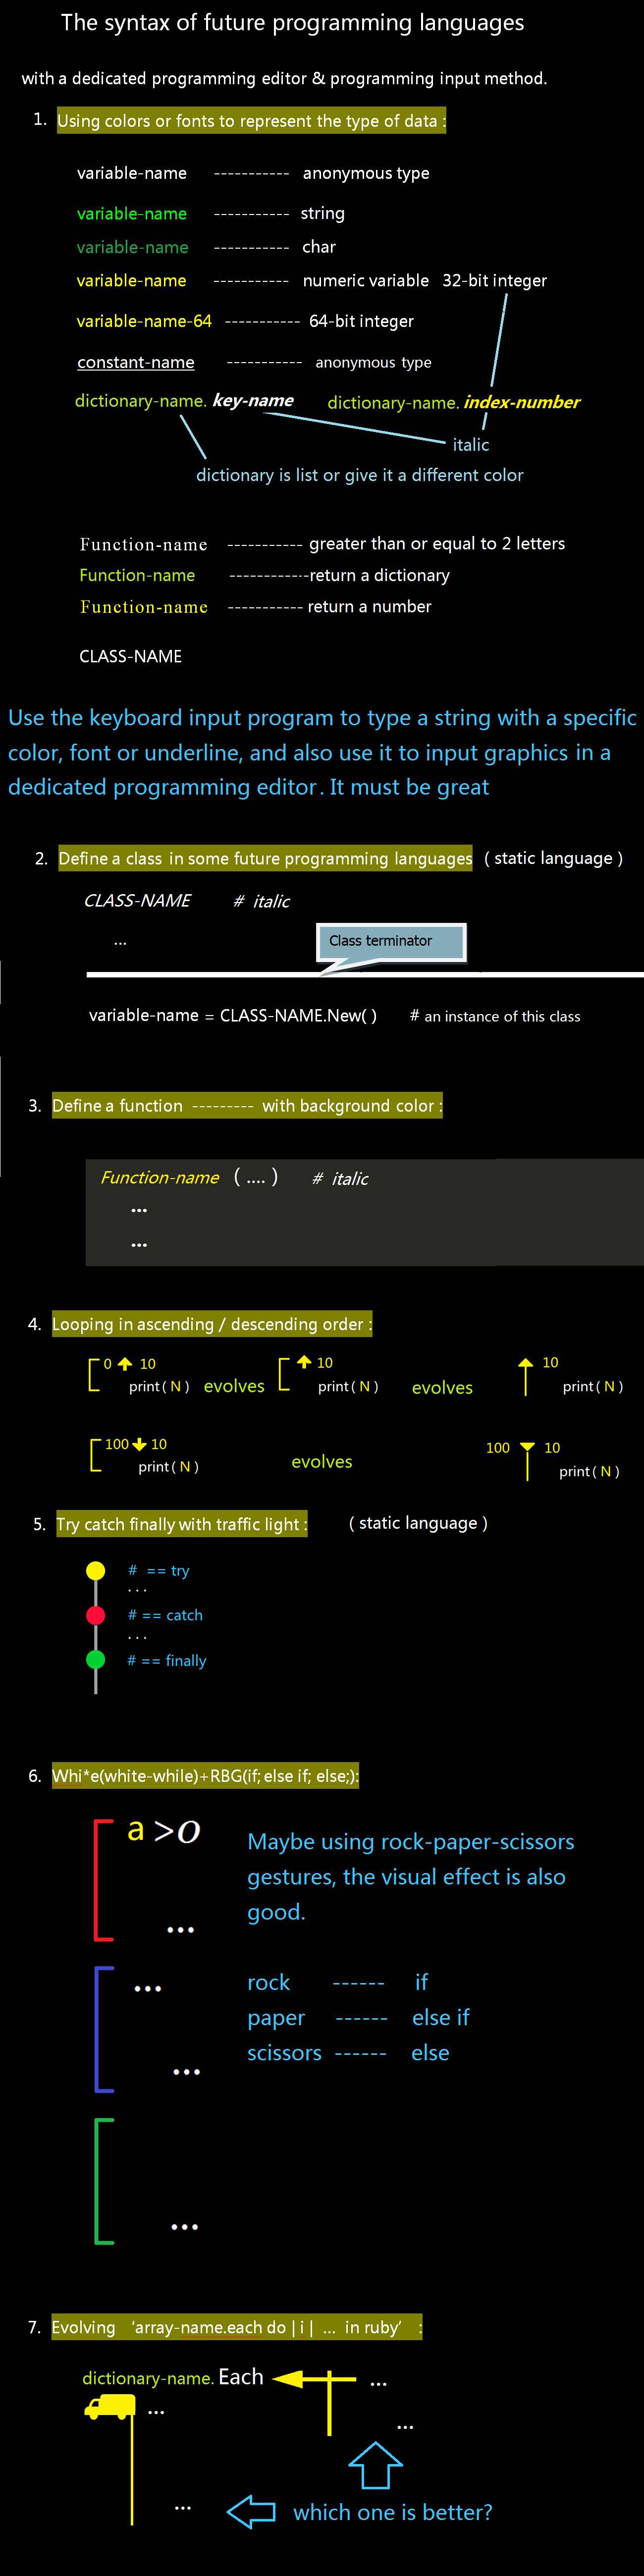 The syntax of future programming languages
with a dedicated programming editor & programming input method.
1. Using colors or fonts to represent the type of data :
variable-name ----------- anonymous type
variable-name ----------- string
variable-name ----------- char
variable-name ----------- numeric variable 32-bit integer
variable-name-64 ----------- 64-bit integer
constant-name ----------- anonymous type
dictionary-name. key-name dictionary-name. index-number
italic
dictionary is list or give it a different color
Function-name ----------- greater than or equal to 2 letters
Function-name ------------return a dictionary
Function-name ----------- return a number
CLASS-NAME
Use the keyboard input program to type a string with a specific
color, font or underline, and also use it to input graphics in a
dedicated programming editor. It must be great
2. Define a class in some future programming languages ( static language )
CLASS-NAME # italic
...
Class terminator
variable-name = CLASS-NAME.New( ) # an instance of this class
3. Define a function --------- with background color :
Function-name ( .... ) # italic
...
...
4. Looping in ascending / descending order :
0 10 10 10
print( N ) evolves print( N ) evolves print( N )
100 10 100 10
print( N ) evolves print( N )
5. Try catch finally with traffic light : ( static language )
# == try
...
# == catch
...
# == finally
6. Whi*e(white-while)+RBG(if; else if; else;):
a >o
Maybe using rock-paper-scissors
gestures, the visual effect is also
good.
...
... rock ------ if
paper ------ else if
... scissors ------ else
...
7. Evolving ‘array-name.each do | i | ... in ruby’ :
dictionary-name. Each ...
...
...
... which one is better?